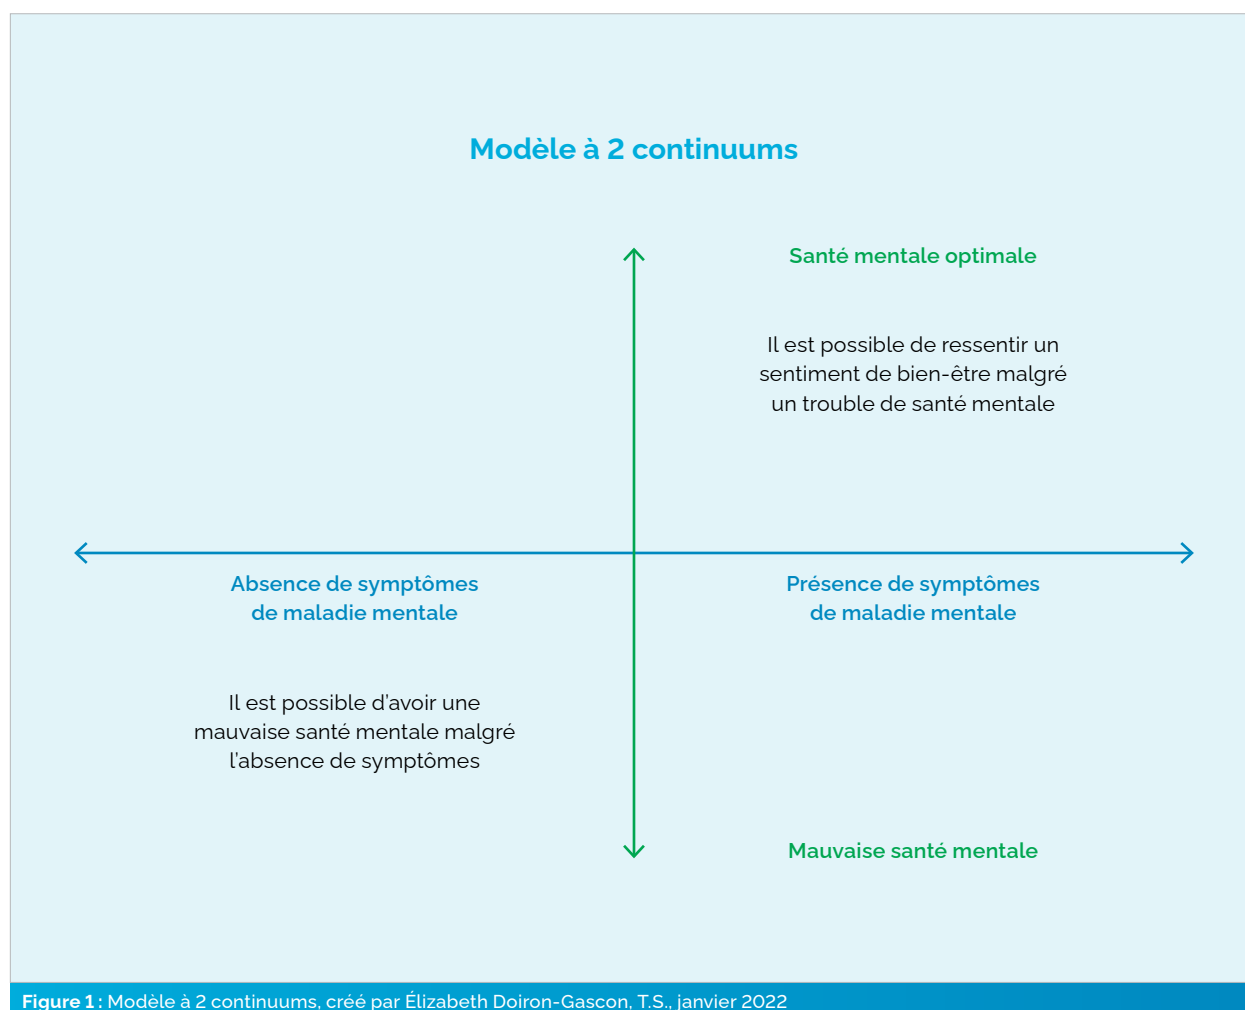 Modèle à 2 continuums
Santé mentale optimale
Il est possible de ressentir un
sentiment de bien-être malgré
un trouble de santé mentale
Absence de symptômes
de maladie mentale
Présence de symptômes
de maladie mentale
Il est possible d’avoir une
mauvaise santé mentale malgré
l’absence de symptômes
Mauvaise santé mentale
Figure 1 : Modèle à 2 continuums, créé par Élizabeth Doiron-Gascon, T.S., janvier 2022